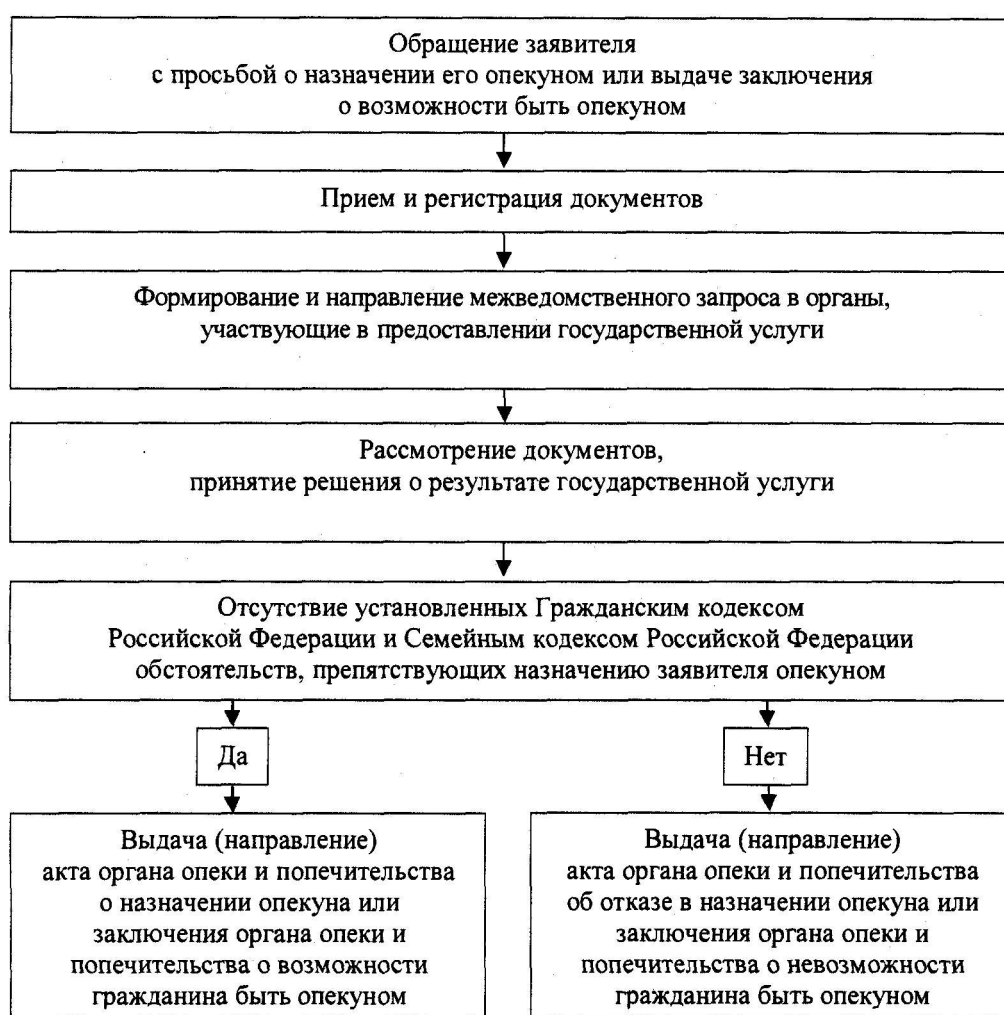 Обращение заявителя
с просьбой о назначении его опекуном или выдаче заключения
о возможности быть опекуном
Прием и регистрация документов
Формирование и направление межведомственного запроса в органы,
участвующие в предоставлении государственной услуги
Рассмотрение документов,
принятие решения о результате государственной услуги
Отсутствие установленных Гражданским кодексом
Российской Федерации и Семейным кодексом Российской Федерации
обстоятельств, препятствующих назначению заявителя опекуном
Да
Нет
Выдача (направление)
акта органа опеки и попечительства
о назначении опекуна или
заключения органа опеки и
попечительства о возможности
гражданина быть опекуном
Выдача (направление)
акта органа опеки и попечительства
об отказе в назначении опекуна или
заключения органа опеки и
попечительства о невозможности
гражданина быть опекуном